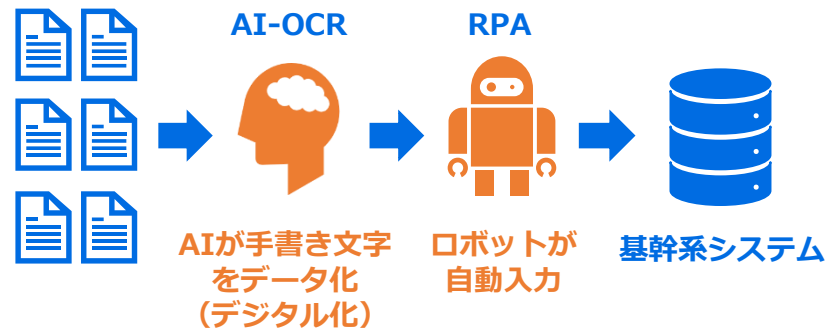 AI-OCR
RPA
AIが手書き文字
をデータ化
（デジタル化）
ロボットが
自動入力
基幹系システム